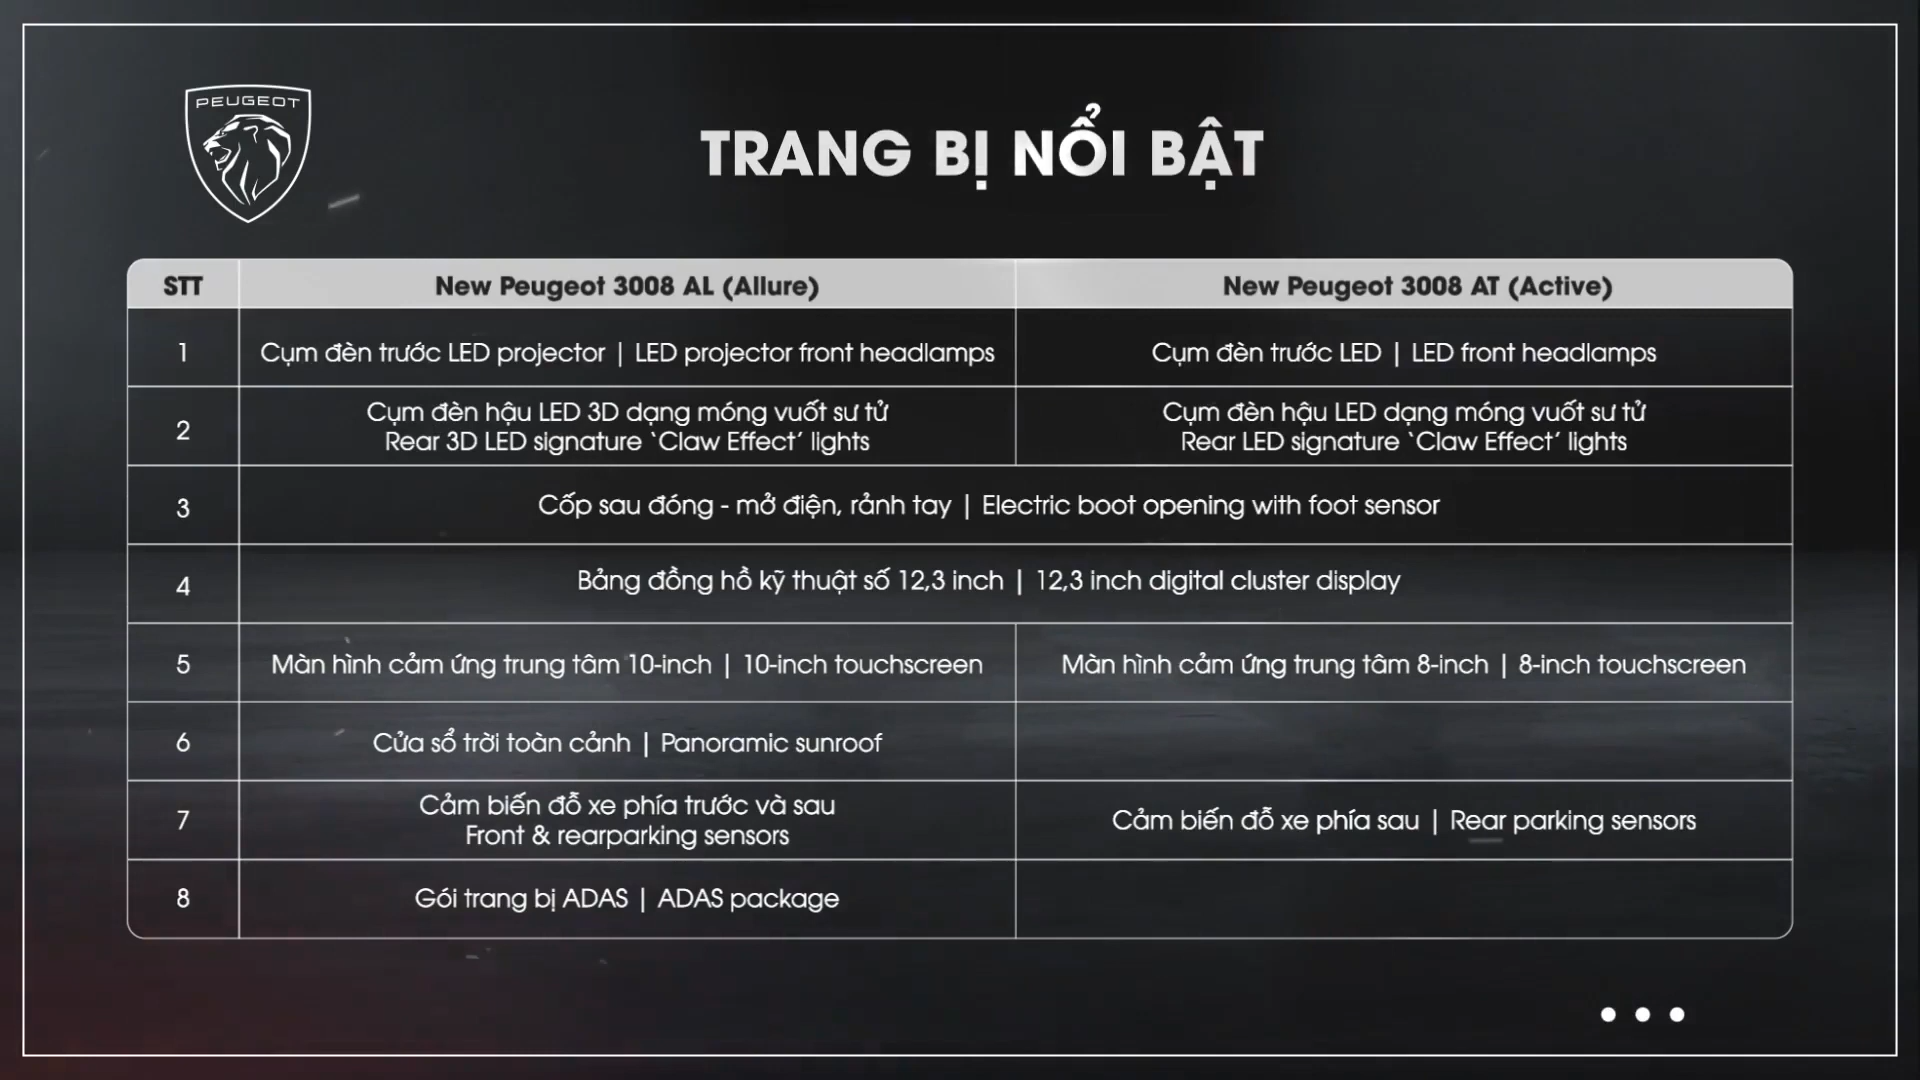 PEUGEOT
TRANG BỊ NỔI BẬT
STT
New Peugeot 3008 AL (Allure)
New Peugeot 3008 AT (Active)
1
Cụm đèn trước LED projector | LED projector front headlamps
Cụm đèn trước LED | LED front headlamps
2
Cụm đèn hậu LED 3D dạng móng vuốt sư tử
Rear 3D LED signature ‘Claw Effect’ lights
Cụm đèn hậu LED dạng móng vuốt sư tử
Rear LED signature ‘Claw Effect’ lights
3
Cốp sau đóng - mở điện, rảnh tay | Electric boot opening with foot sensor
4
Bảng đồng hồ kỹ thuật số 12,3 inch | 12,3 inch digital cluster display
5
Màn hình cảm ứng trung tâm 10-inch | 10-inch touchscreen
Màn hình cảm ứng trung tâm 8-inch | 8-inch touchscreen
6
Cửa sổ trời toàn cảnh | Panoramic sunroof
7
Cảm biến đỗ xe phía trước và sau
Front & rearparking sensors
Cảm biến đỗ xe phía sau | Rear parking sensors
8
Gói trang bị ADAS | ADAS package